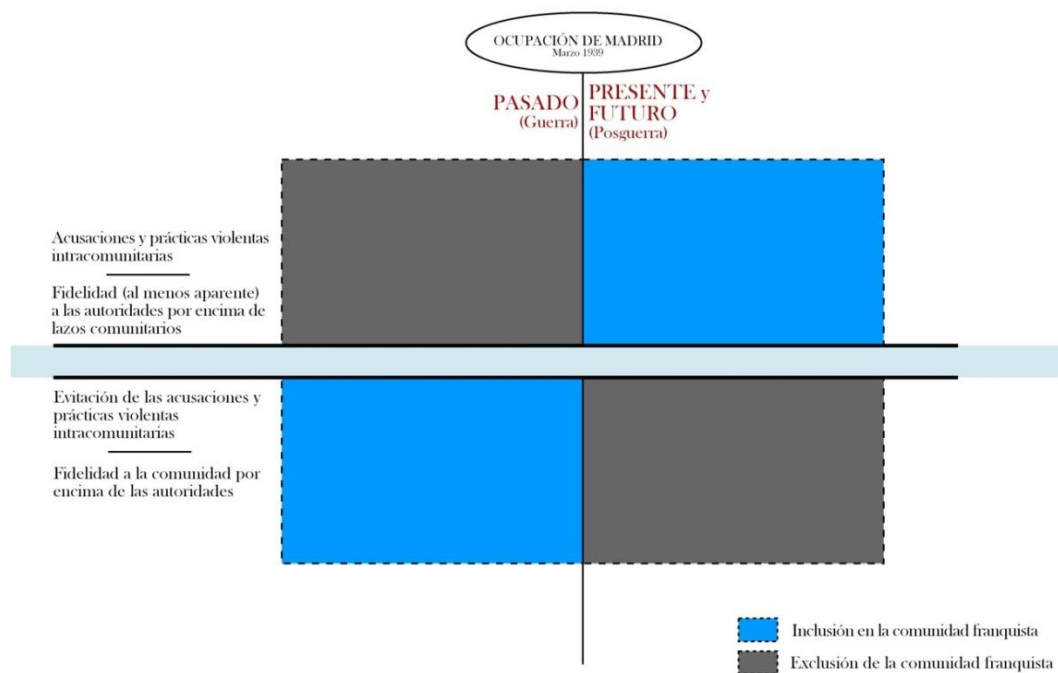 OCUPACIÓN DE MADRID
Marzo 1939
PASADO
(Guerra)
PRESENTE y
FUTURO
(Posguerra)
Acusaciones y prácticas violentas
intracomunitarias
Fidelidad (al menos aparente)
a las autoridades por encima de
lazos comunitarios
Evitación de las acusaciones y
prácticas violentas
intracomunitarias
Fidelidad a la comunidad por
encima de las autoridades
Inclusión en la comunidad franquista
Exclusión de la comunidad franquista